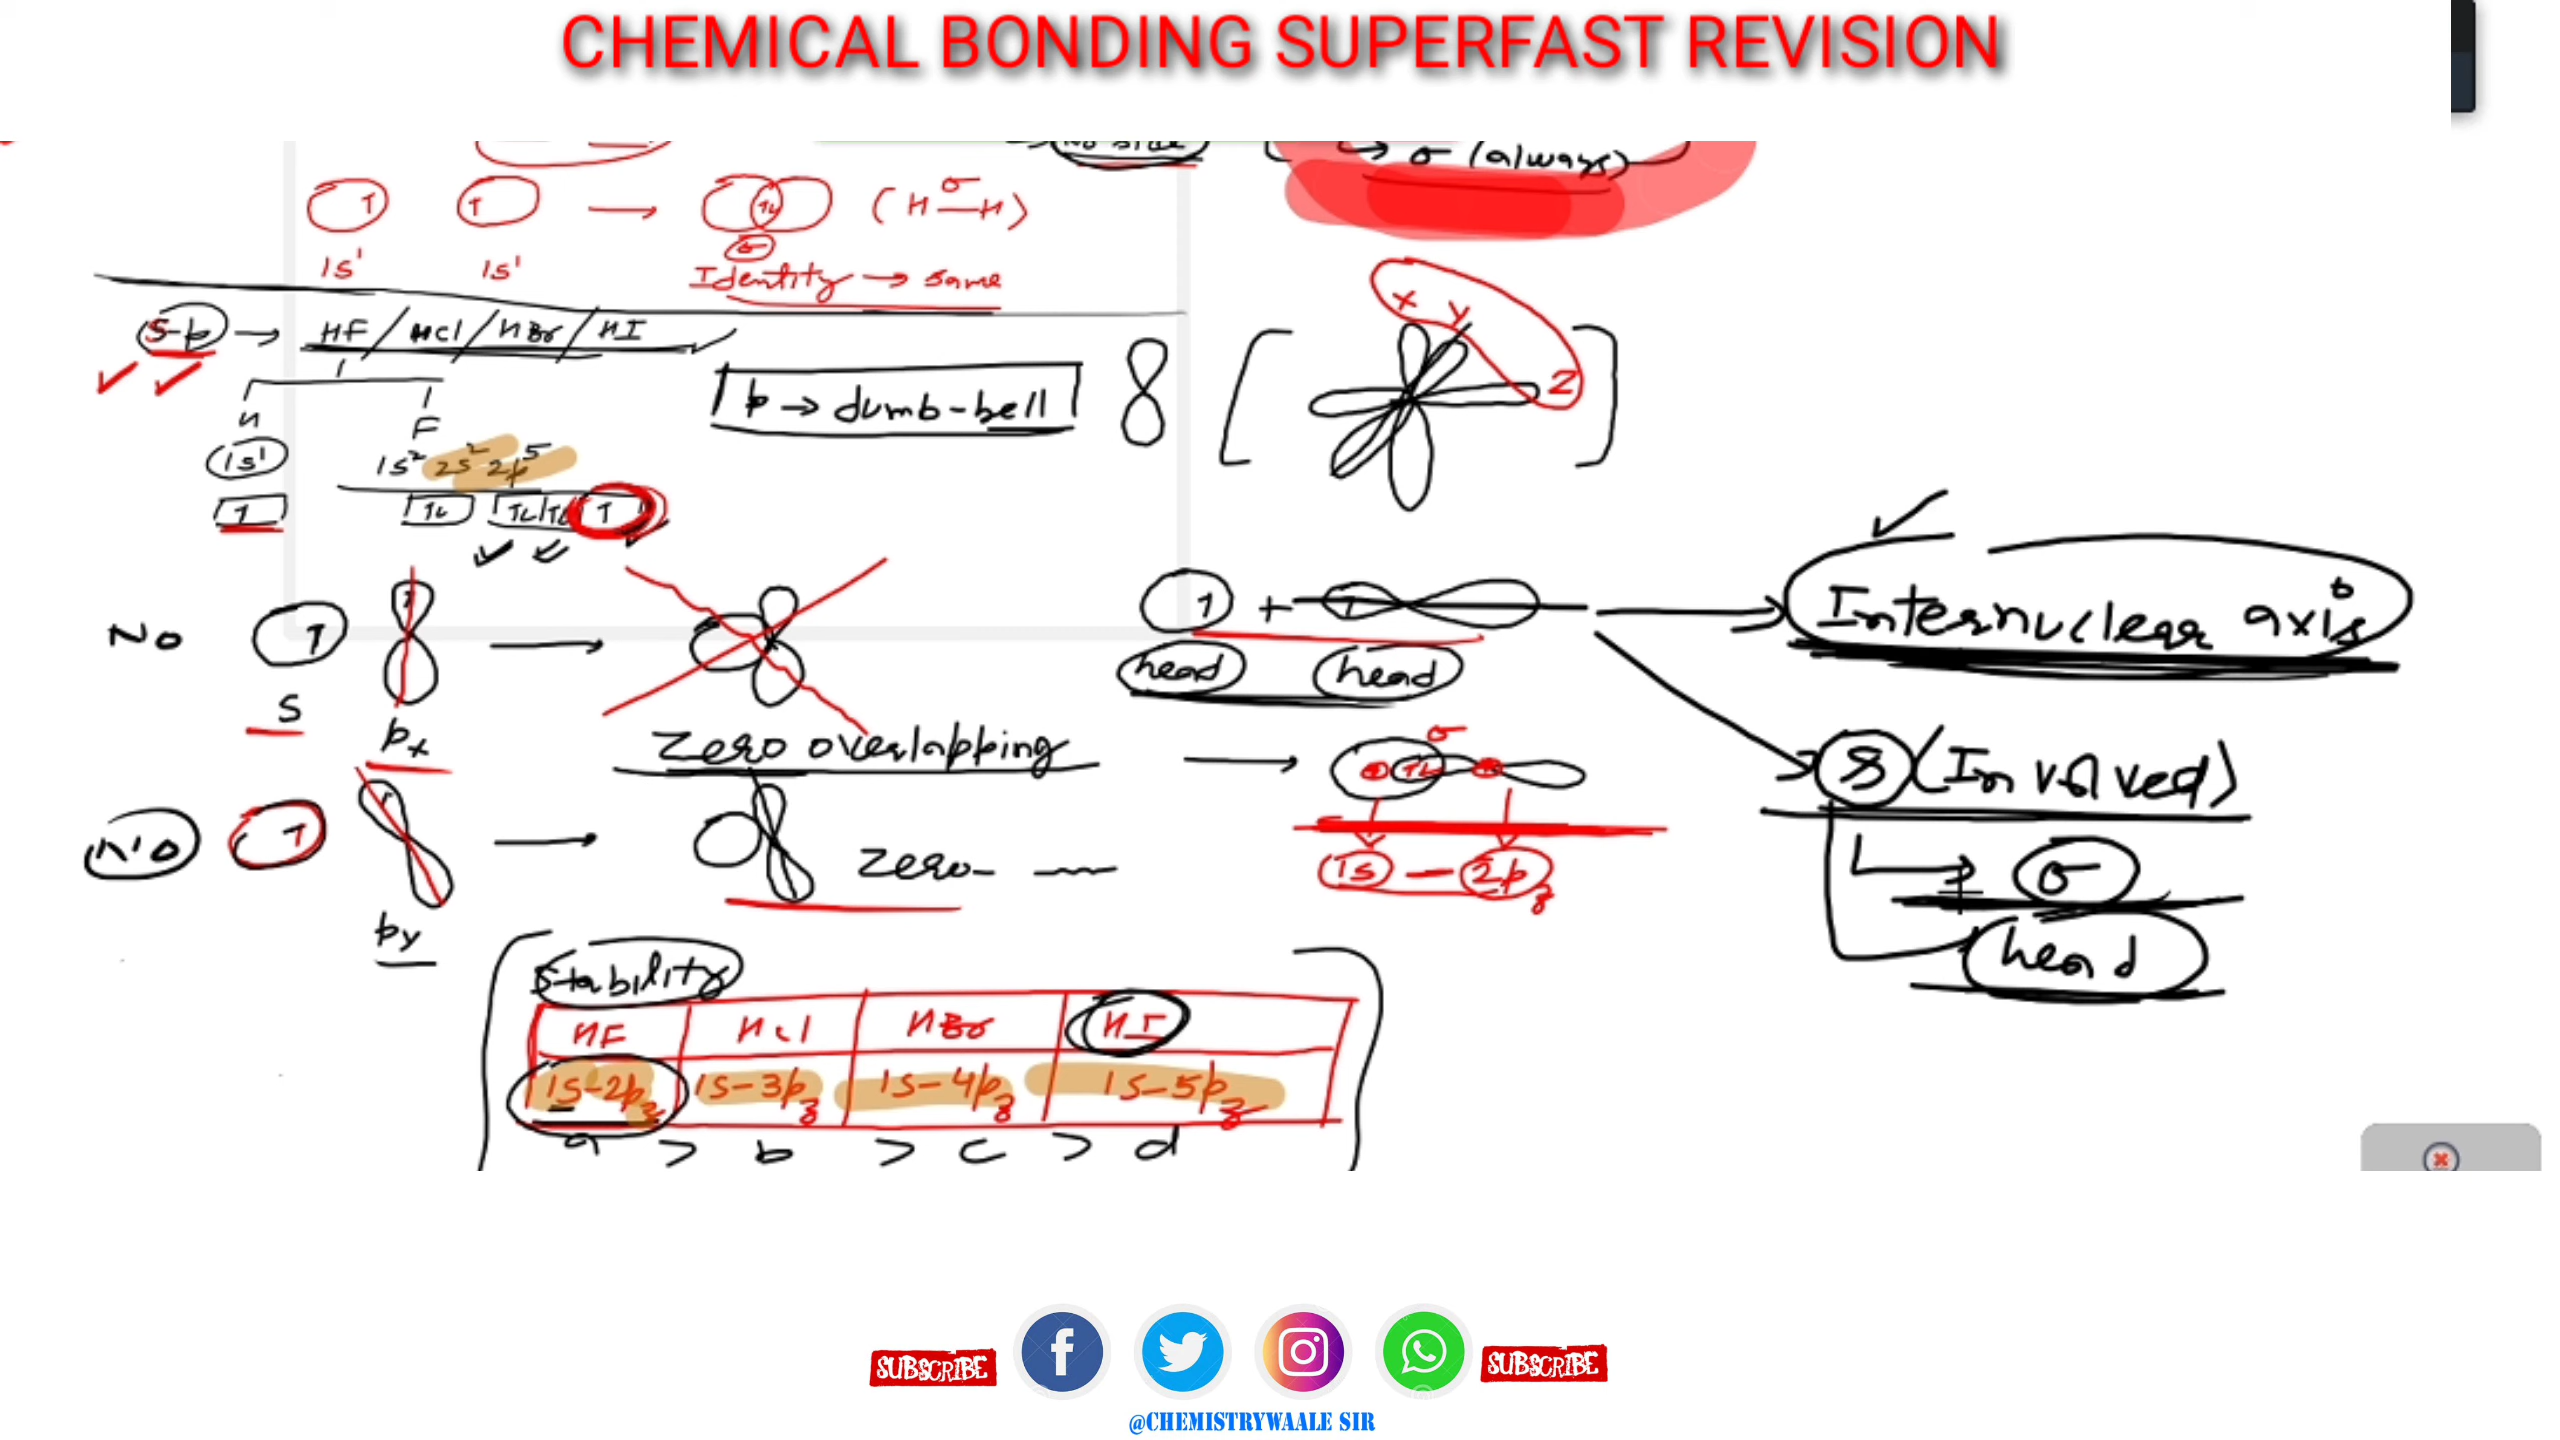 CHEMICAL BONDING SUPERFAST REVISION
→ σ (always)
(H σ H)
σ
1s¹ 1s¹
Identity → same
s-p → HF / HCl / HBr / HI
X Y Z
p → dumb-bell
H F
1s¹
1s² 2s² 2p⁵
Internuclear axis
No
head head
s
px
Zero overlapping
σ
s (Involved)
No
Zero-
1s - 2pz
σ
py
head
Stability
HF HCl HBr HI
1s-2pz 1s-3pz 1s-4pz 1s-5pz
a > b > c > d
SUBSCRIBE
SUBSCRIBE
@CHEMISTRYWAALE SIR